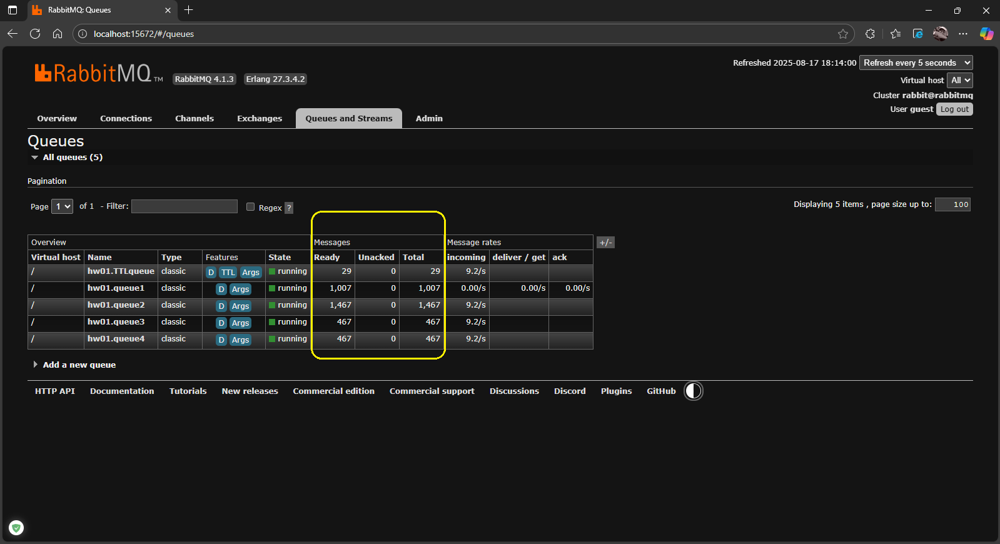 RabbitMQ: Queues
localhost:15672/#/queues
RabbitMQ TM
RabbitMQ 4.1.3 Erlang 27.3.4.2
Refreshed 2025-08-17 18:14:00 Refresh every 5 seconds
Virtual host All
Cluster rabbit@rabbitmq
User guest Log out
Overview Connections Channels Exchanges Queues and Streams Admin
Queues
All queues (5)
Pagination
Page 1 of 1 - Filter: Regex ? Displaying 5 items , page size up to: 100
Overview Messages Message rates +/-
Virtual host Name Type Features State Ready Unacked Total incoming deliver / get ack
/ hw01.TTLqueue classic D TTL Args running 29 0 29 9.2/s
/ hw01.queue1 classic D Args running 1,007 0 1,007 0.00/s 0.00/s 0.00/s
/ hw01.queue2 classic D Args running 1,467 0 1,467 9.2/s
/ hw01.queue3 classic D Args running 467 0 467 9.2/s
/ hw01.queue4 classic D Args running 467 0 467 9.2/s
Add a new queue
HTTP API Documentation Tutorials New releases Commercial edition Commercial support Discussions Discord Plugins GitHub